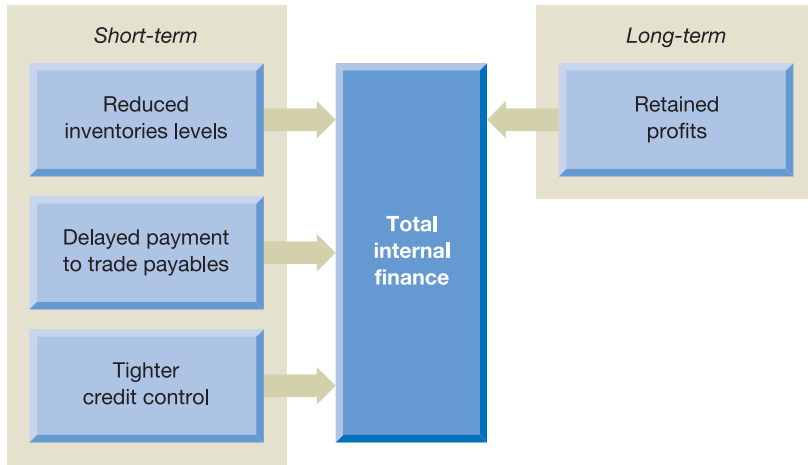 Short-term
Reduced
inventories levels
Delayed payment
to trade payables
Tighter
credit control
Total
internal
finance
Long-term
Retained
profits